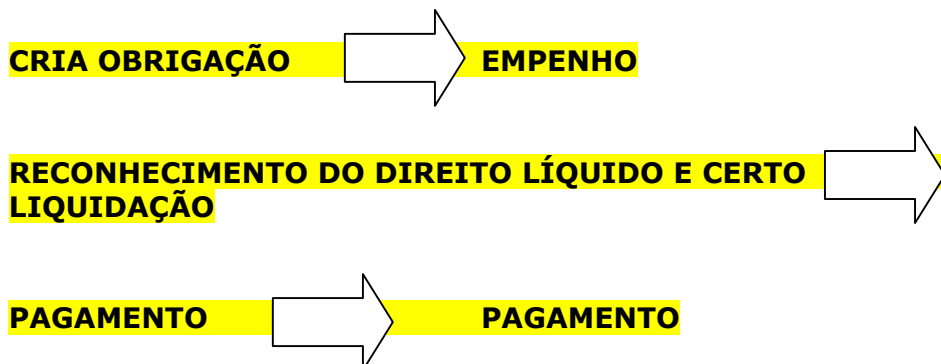 CRIA OBRIGAÇÃO EMPENHO
RECONHECIMENTO DO DIREITO LÍQUIDO E CERTO
LIQUIDAÇÃO
PAGAMENTO PAGAMENTO